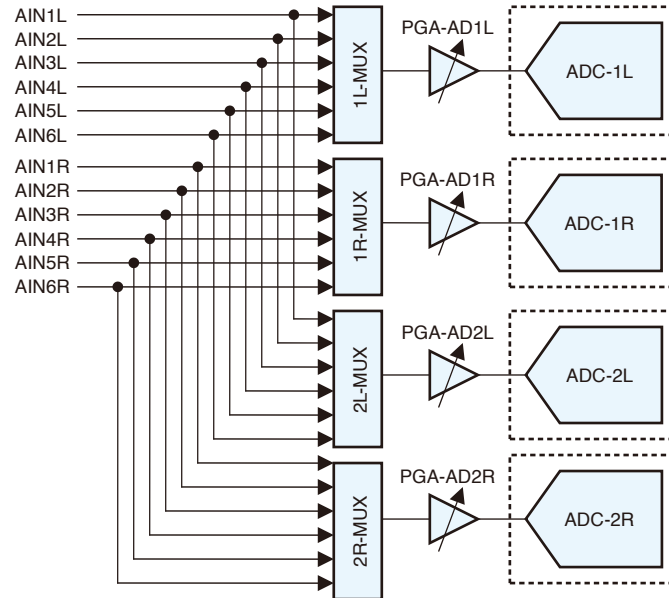 AIN1L
AIN2L
AIN3L
AIN4L
AIN5L
AIN6L
1L-MUX
PGA-AD1L
ADC-1L
AIN1R
AIN2R
AIN3R
AIN4R
AIN5R
AIN6R
1R-MUX
PGA-AD1R
ADC-1R
2L-MUX
PGA-AD2L
ADC-2L
2R-MUX
PGA-AD2R
ADC-2R